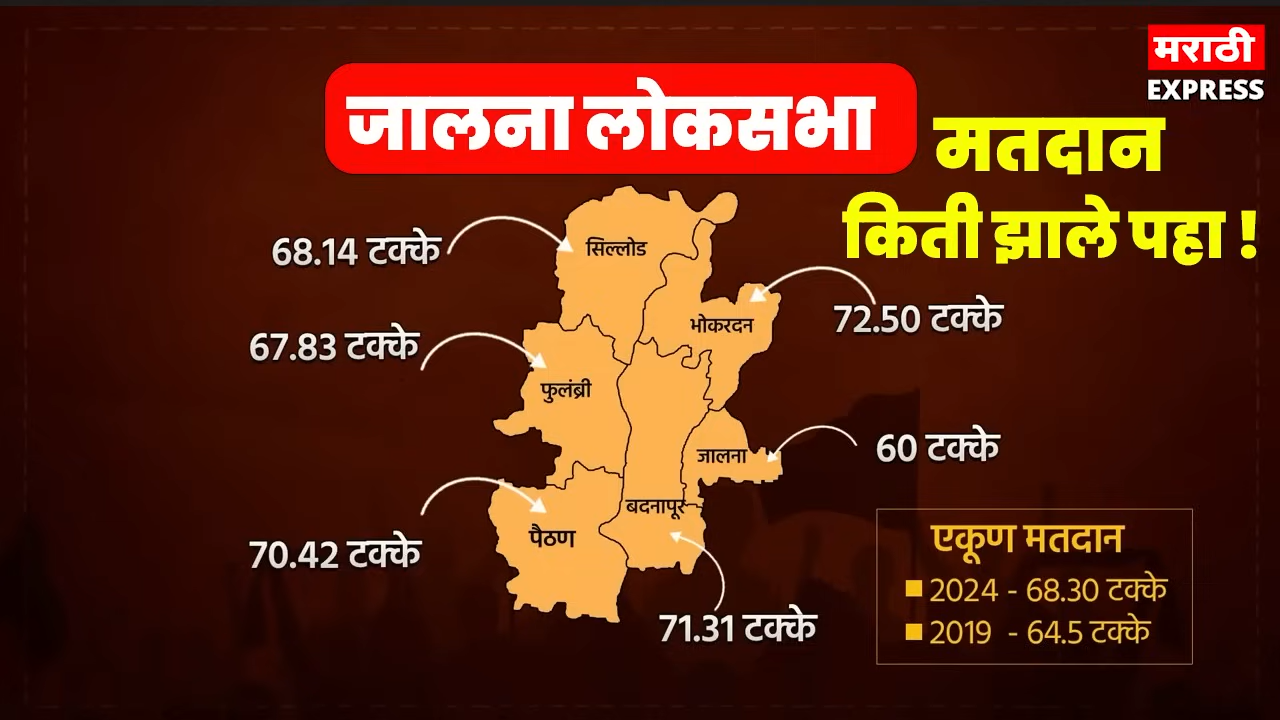 मराठी
EXPRESS
जालना लोकसभा
मतदान
किती झाले पहा !
68.14 टक्के
सिल्लोड
भोकरदन
72.50 टक्के
67.83 टक्के
फुलंब्री
जालना
60 टक्के
बदनापूर
पैठण
70.42 टक्के
71.31 टक्के
एकूण मतदान
2024 - 68.30 टक्के
2019 - 64.5 टक्के